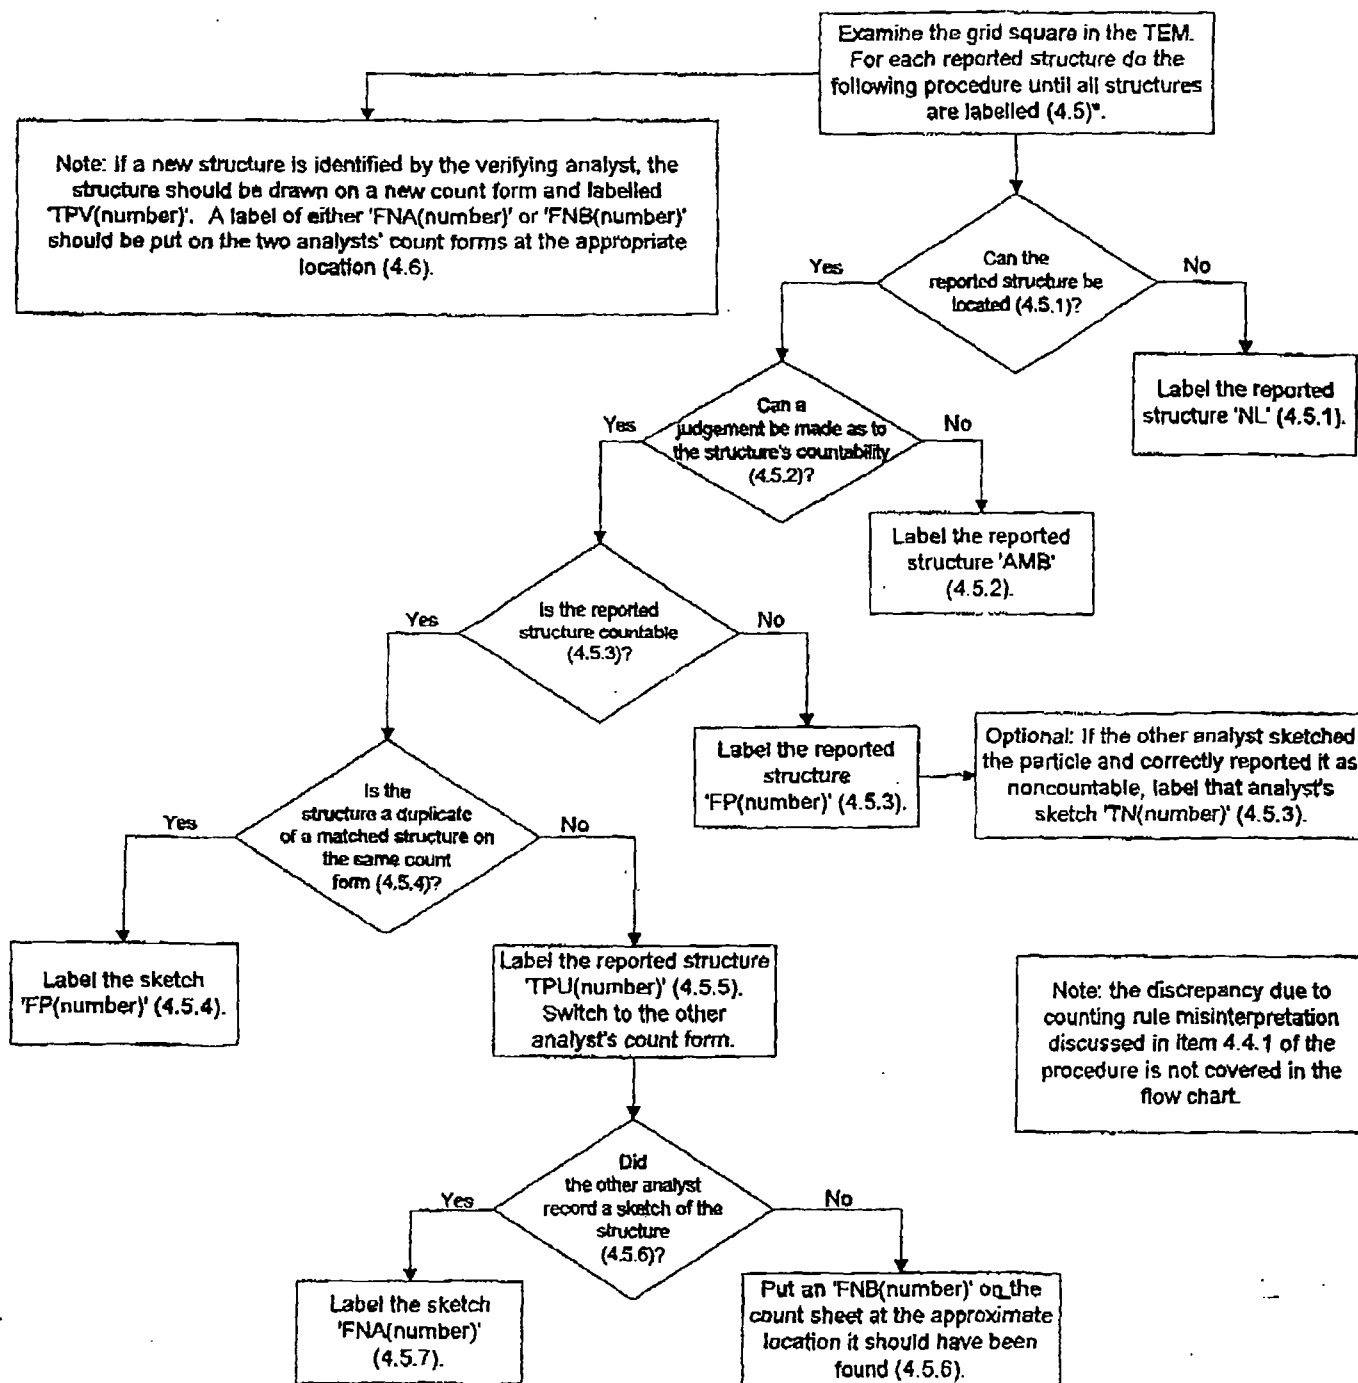 Examine the grid square in the TEM.
For each reported structure do the
following procedure until all structures
are labelled (4.5)*.
Note: If a new structure is identified by the verifying analyst, the
structure should be drawn on a new count form and labelled
'TPV(number)'. A label of either 'FNA(number)' or 'FNB(number)'
should be put on the two analysts' count forms at the appropriate
location (4.6).
Can the
reported structure be
located (4.5.1)?
Yes
No
Label the reported
structure 'NL' (4.5.1).
Can a
judgement be made as to
the structure's countability
(4.5.2)?
Yes
No
Label the reported
structure 'AMB'
(4.5.2).
Is the reported
structure countable
(4.5.3)?
Yes
No
Label the reported
structure
'FP(number)' (4.5.3).
Optional: If the other analyst sketched
the particle and correctly reported it as
noncountable, label that analyst's
sketch 'TN(number)' (4.5.3).
Is the
structure a duplicate
of a matched structure on
the same count
form (4.5.4)?
Yes
No
Label the sketch
'FP(number)' (4.5.4).
Label the reported structure
'TPU(number)' (4.5.5).
Switch to the other
analyst's count form.
Note: the discrepancy due to
counting rule misinterpretation
discussed in item 4.4.1 of the
procedure is not covered in the
flow chart.
Did
the other analyst
record a sketch of the
structure
(4.5.6)?
Yes
No
Label the sketch
'FNA(number)'
(4.5.7).
Put an 'FNB(number)' on the
count sheet at the approximate
location it should have been
found (4.5.6).